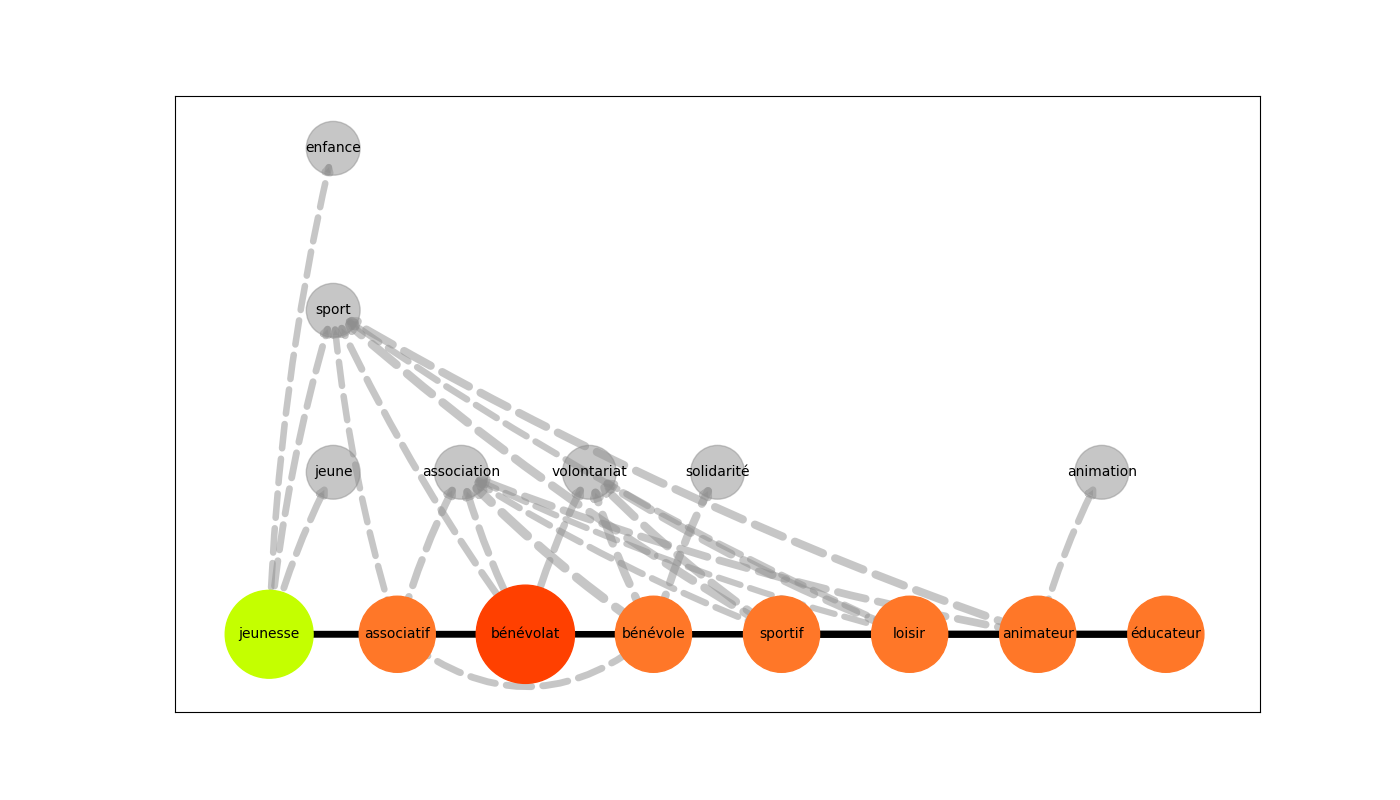 enfance
sport
jeune
association
volontariat
solidarité
animation
jeunesse
associatif
bénévolat
bénévole
sportif
loisir
animateur
éducateur